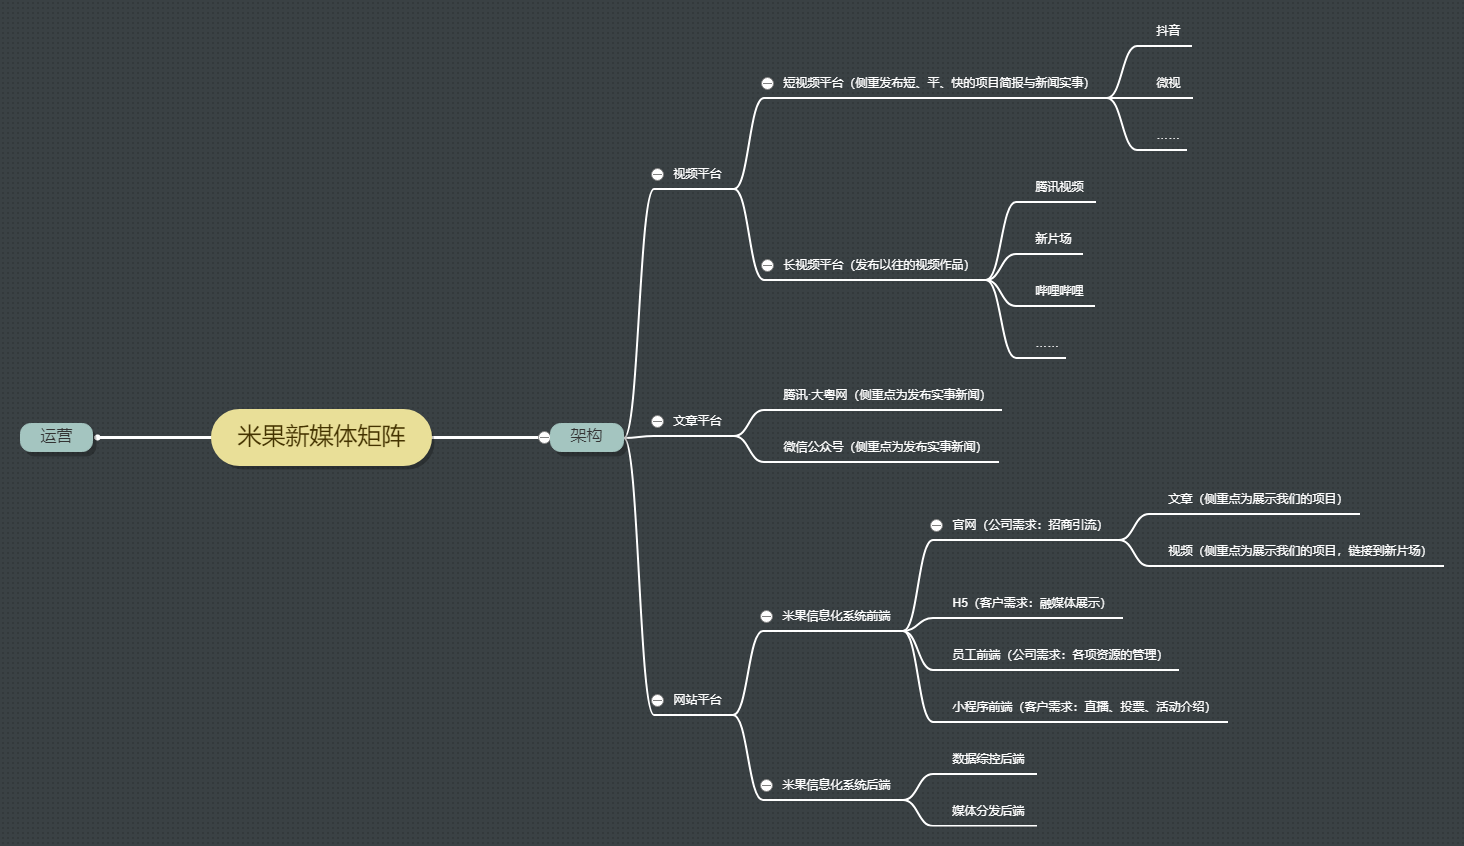 米果新媒体矩阵
运营
架构
视频平台
短视频平台（侧重发布短、平、快的项目简报与新闻实事）
抖音
微视
……
长视频平台（发布以往的视频作品）
腾讯视频
新片场
哔哩哔哩
……
文章平台
腾讯·大粤网（侧重点为发布实事新闻）
微信公众号（侧重点为发布实事新闻）
网站平台
米果信息化系统前端
官网（公司需求：招商引流）
文章（侧重点为展示我们的项目）
视频（侧重点为展示我们的项目，链接到新片场）
H5（客户需求：融媒体展示）
员工前端（公司需求：各项资源的管理）
小程序前端（客户需求：直播、投票、活动介绍）
米果信息化系统后端
数据综控后端
媒体分发后端